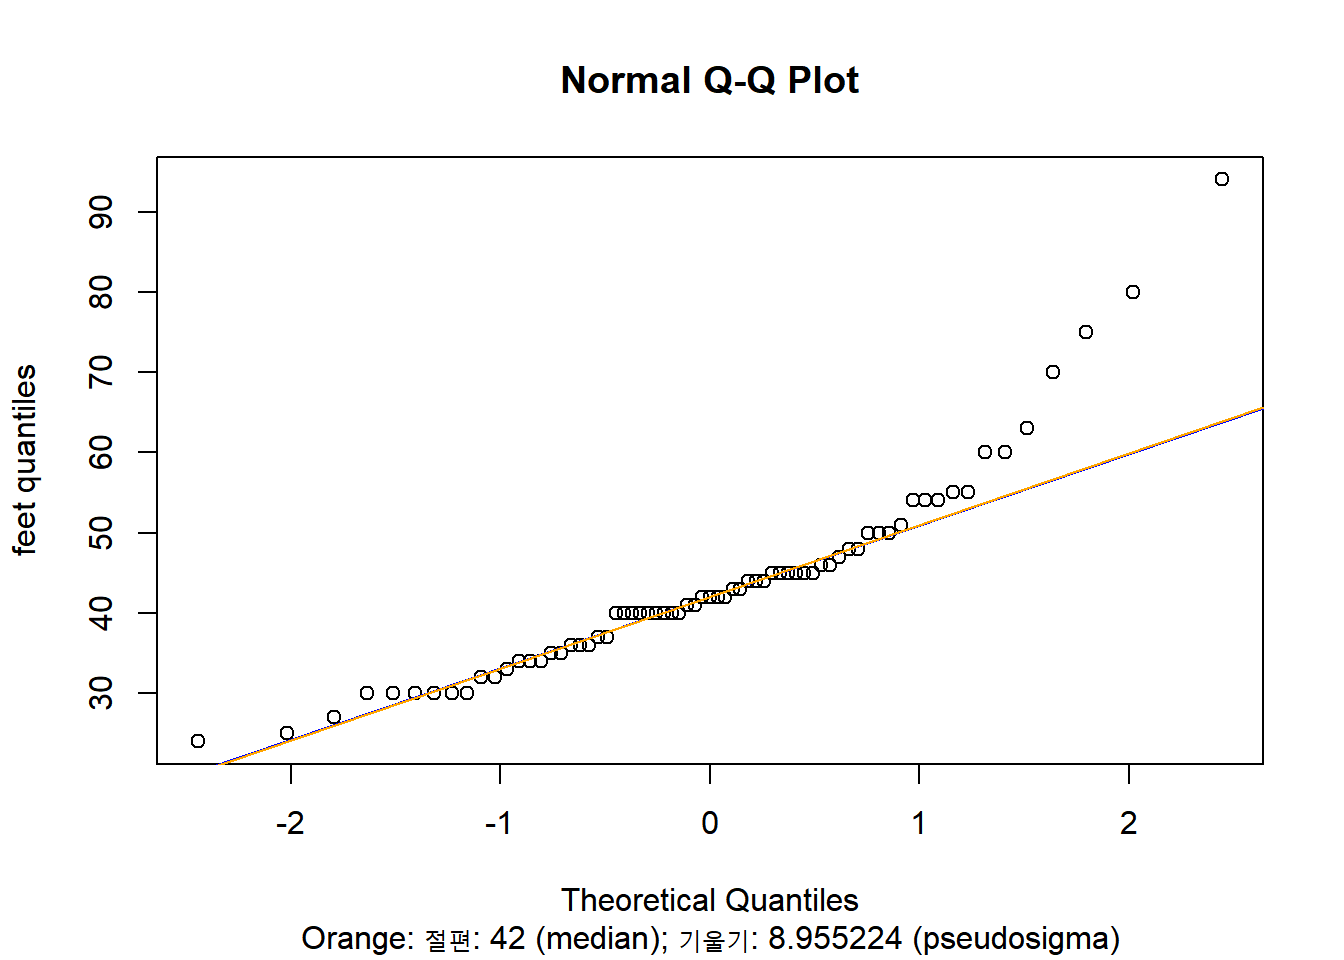 Normal Q-Q Plot
feet quantiles
90
80
70
60
50
40
30
-2 -1 0 1 2
Theoretical Quantiles
Orange: 절편: 42 (median); 기울기: 8.955224 (pseudosigma)